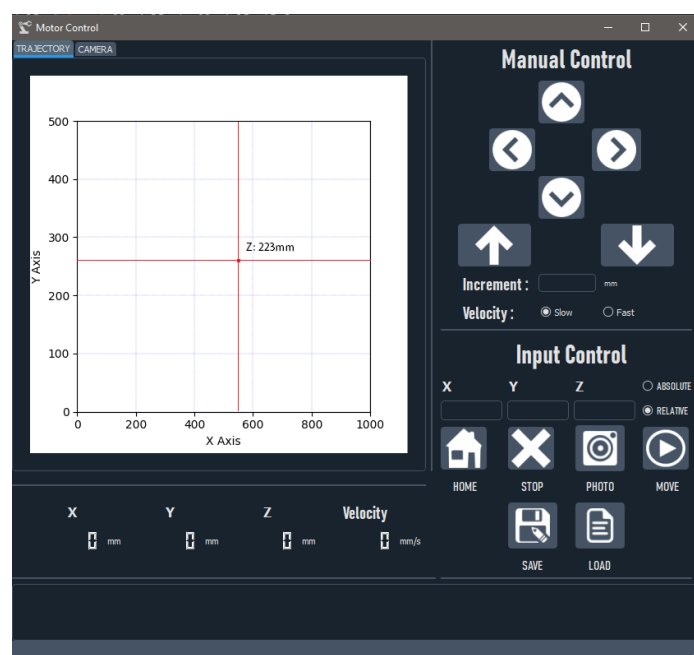 Motor Control
TRAJECTORY CAMERA
Manual Control
500
400
300
200
100
0
Y Axis
Z: 223mm
0 200 400 600 800 1000
X Axis
Increment : mm
Velocity : Slow Fast
Input Control
X Y Z ABSOLUTE
RELATIVE
HOME STOP PHOTO MOVE
SAVE LOAD
X Y Z Velocity
0 mm 0 mm 0 mm 0 mm/s